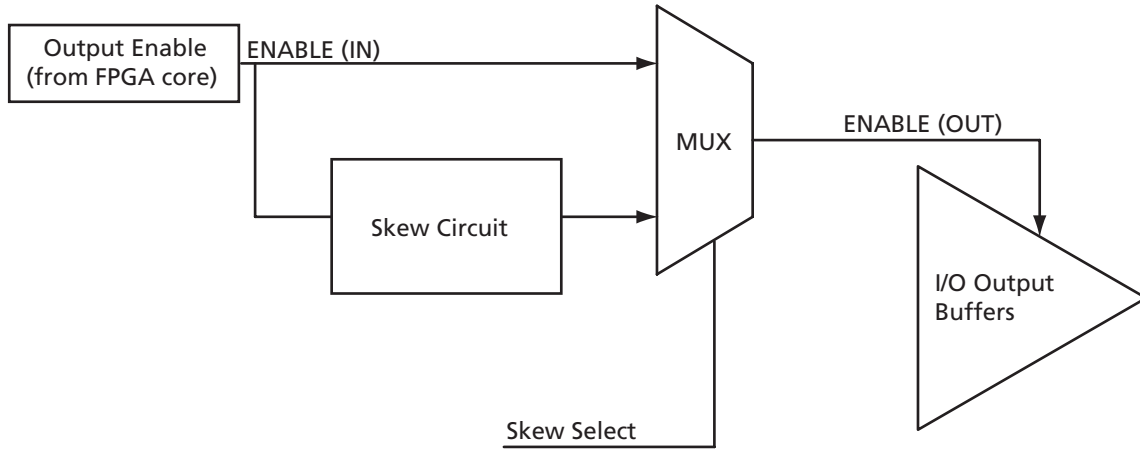 Output Enable
(from FPGA core)
ENABLE (IN)
MUX
ENABLE (OUT)
Skew Circuit
I/O Output
Buffers
Skew Select